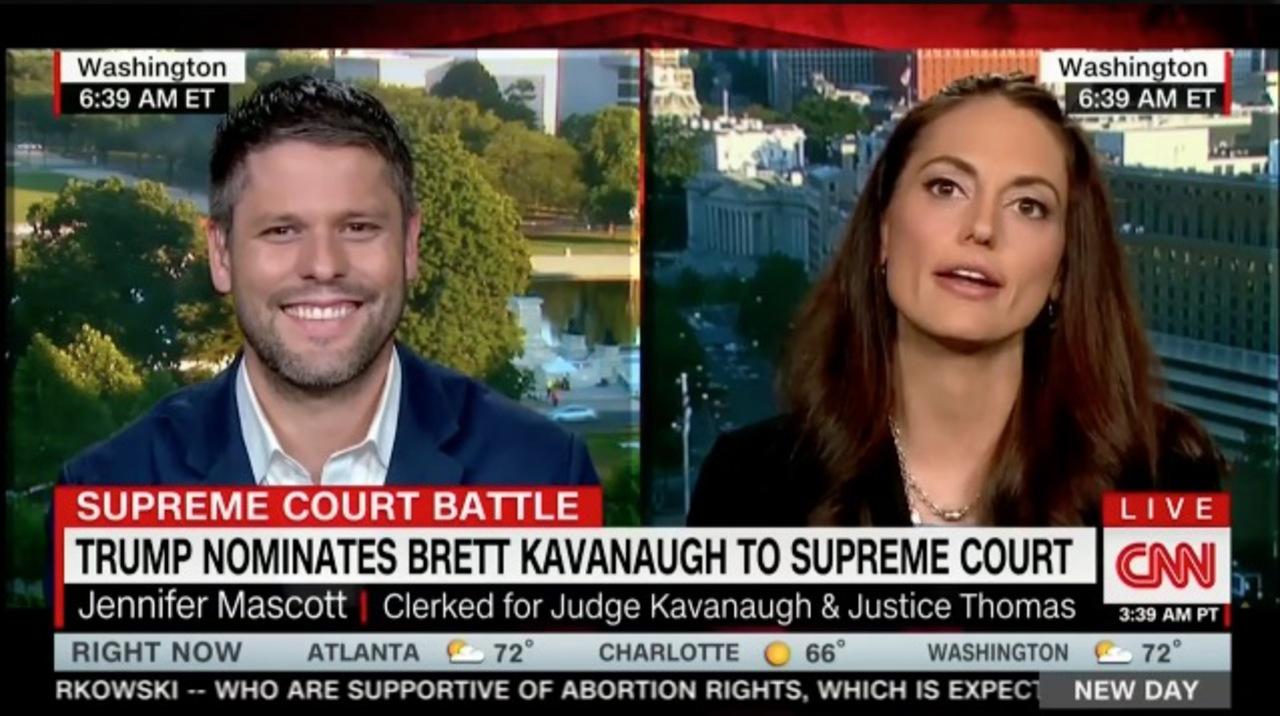 Washington
6:39 AM ET
Washington
6:39 AM ET
SUPREME COURT BATTLE
TRUMP NOMINATES BRETT KAVANAUGH TO SUPREME COURT
Jennifer Mascott | Clerked for Judge Kavanaugh & Justice Thomas
LIVE
CNN
3:39 AM PT
RIGHT NOW ATLANTA 72° CHARLOTTE 66° WASHINGTON 72°
RKOWSKI -- WHO ARE SUPPORTIVE OF ABORTION RIGHTS, WHICH IS EXPECT
NEW DAY